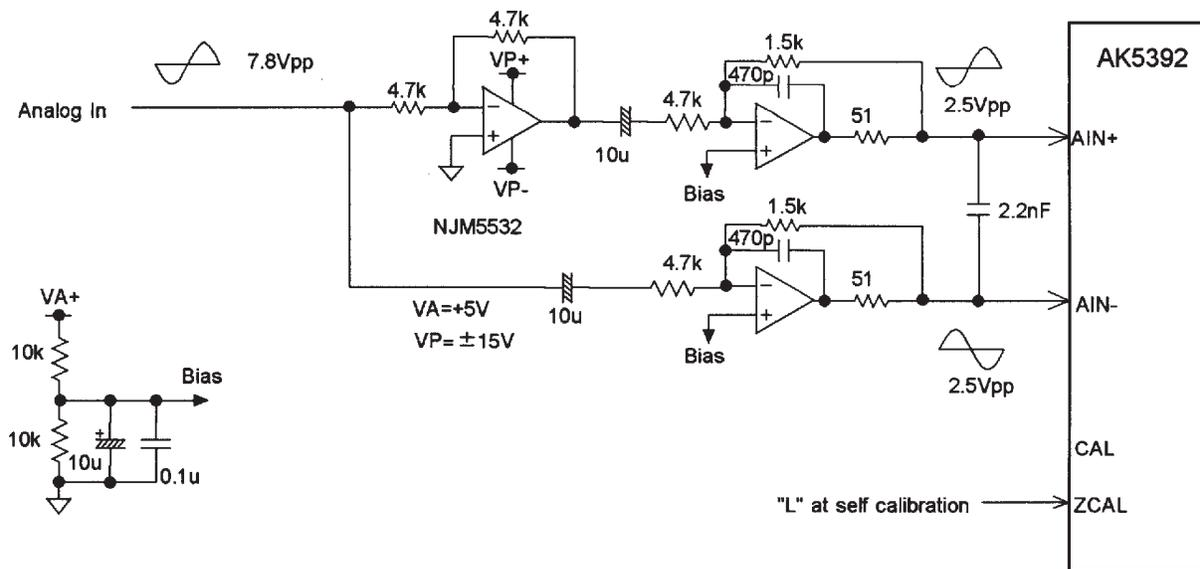 4.7k
7.8Vpp
VP+
4.7k
Analog In
10u
VP-
NJM5532
1.5k
470p
4.7k
51
Bias
2.5Vpp
AK5392
AIN+
2.2nF
1.5k
470p
4.7k
51
10u
Bias
AIN-
2.5Vpp
VA=+5V
VP=±15V
VA+
10k
Bias
10k
+
10u
0.1u
CAL
"L" at self calibration
ZCAL